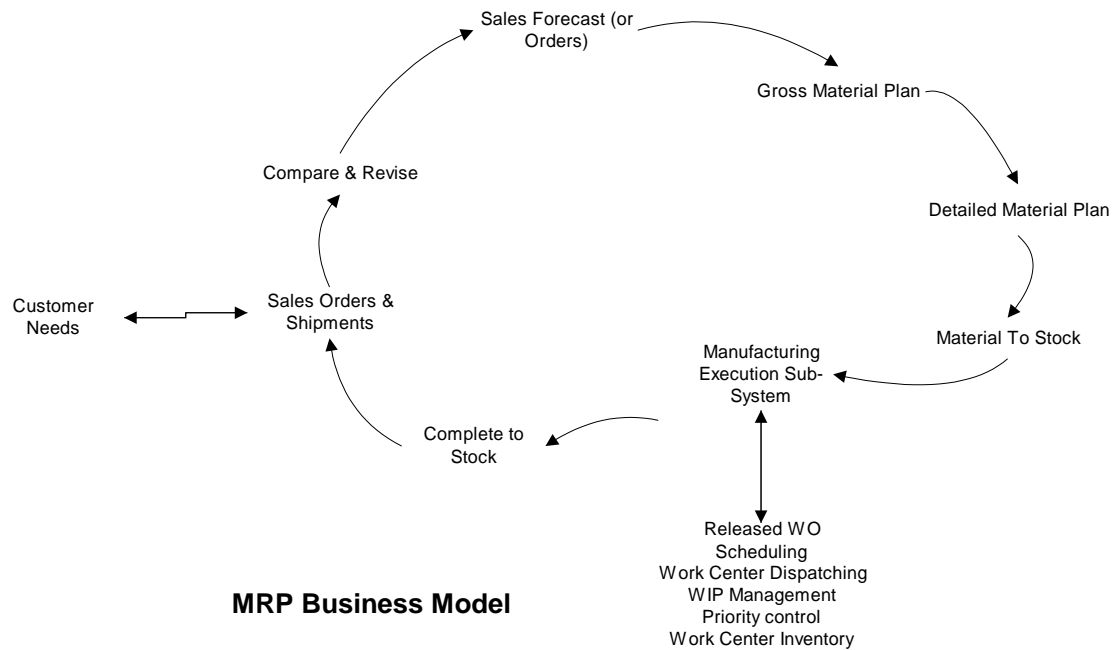 Sales Forecast (or
Orders)
Gross Material Plan
Compare & Revise
Detailed Material Plan
Customer
Needs
Sales Orders &
Shipments
Material To Stock
Manufacturing
Execution Sub-
System
Complete to
Stock
Released WO
Scheduling
Work Center Dispatching
WIP Management
Priority control
Work Center Inventory
MRP Business Model